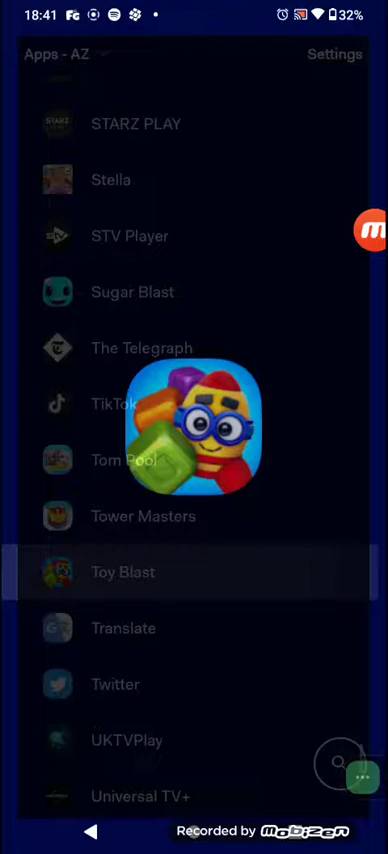 18:41
32%
Apps - AZ
Settings
STARZ PLAY
Stella
STV Player
Sugar Blast
The Telegraph
TikTok
Tom Pool
Tower Masters
Toy Blast
Translate
Twitter
UKTVPlay
Universal TV+
Recorded by MOBIZEN